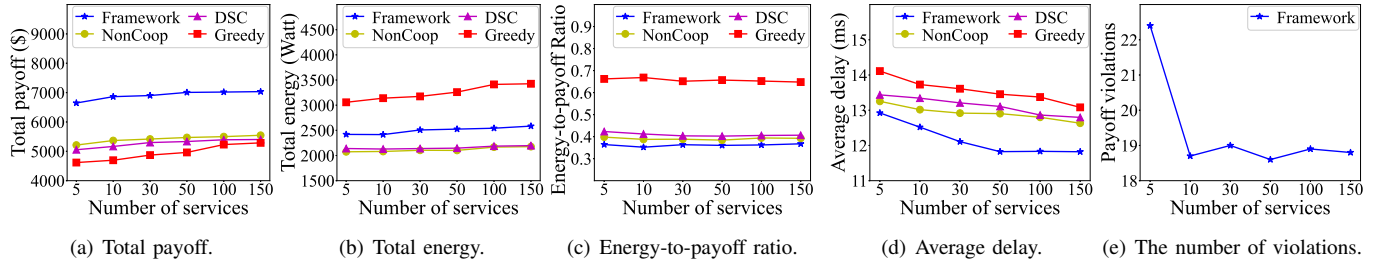 Total payoff ($)
9000
8000
7000
6000
5000
4000
Framework DSC
NonCoop Greedy
5 10 30 50 100 150
Number of services
(a) Total payoff.
Total energy (Watt)
4500
4000
3500
3000
2500
2000
1500
Framework DSC
NonCoop Greedy
5 10 30 50 100 150
Number of services
(b) Total energy.
Energy-to-payoff Ratio
0.9
0.8
0.7
0.6
0.5
0.4
0.3
Framework DSC
NonCoop Greedy
5 10 30 50 100 150
Number of services
(c) Energy-to-payoff ratio.
Average delay (ms)
15
14
13
12
11
Framework DSC
NonCoop Greedy
5 10 30 50 100 150
Number of services
(d) Average delay.
Payoff violations
22
21
20
19
18
Framework
5 10 30 50 100 150
Number of services
(e) The number of violations.